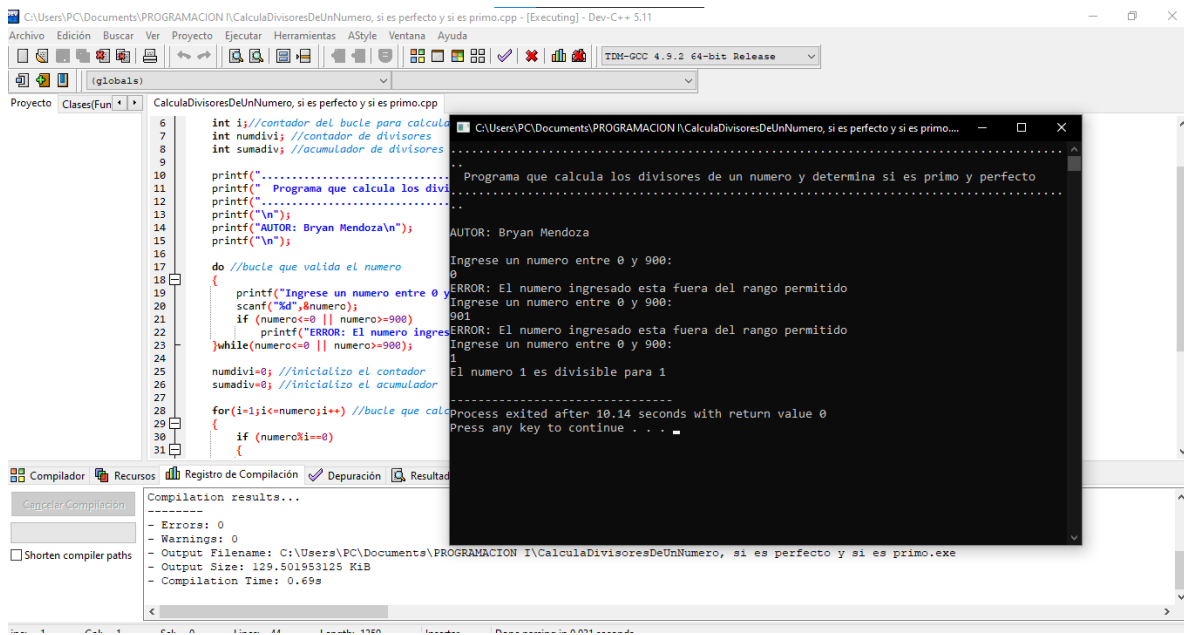 C:\Users\PC\Documents\PROGRAMACION I\CalculaDivisoresDeUnNumero, si es perfecto y si es primo.cpp - [Executing] - Dev-C++ 5.11
Archivo Edición Buscar Ver Proyecto Ejecutar Herramientas AStyle Ventana Ayuda
TDM-GCC 4.9.2 64-bit Release
(globals)
Proyecto Clases(Fun
CalculaDivisoresDeUnNumero, si es perfecto y si es primo.cpp
6 int i;//contador del bucle para calcula
7 int numdivi; //contador de divisores
8 int sumadiv; //acumulador de divisores
9
10 printf("..............................
11 printf("  Programa que calcula los divi
12 printf("..............................
13 printf("\n");
14 printf("AUTOR: Bryan Mendoza\n");
15 printf("\n");
16
17 do //bucle que valida el numero
18 {
19 printf("Ingrese un numero entre 0 y
20 scanf("%d",&numero);
21 if (numero<=0 || numero>=900)
22 printf("ERROR: El numero ingres
23 }while(numero<=0 || numero>=900);
24
25 numdivi=0; //inicializo el contador
26 sumadiv=0; //inicializo el acumulador
27
28 for(i=1;i<=numero;i++) //bucle que calc
29 {
30 if (numero%i==0)
31 {
C:\Users\PC\Documents\PROGRAMACION I\CalculaDivisoresDeUnNumero, si es perfecto y si es primo....
................................................................................
..
Programa que calcula los divisores de un numero y determina si es primo y perfecto
................................................................................
..
AUTOR: Bryan Mendoza
Ingrese un numero entre 0 y 900:
0
ERROR: El numero ingresado esta fuera del rango permitido
Ingrese un numero entre 0 y 900:
901
ERROR: El numero ingresado esta fuera del rango permitido
Ingrese un numero entre 0 y 900:
1
El numero 1 es divisible para 1
--------------------------------
Process exited after 10.14 seconds with return value 0
Press any key to continue . . .
Compilador Recursos Registro de Compilación Depuración Resultad
Cancelar Compilación
Shorten compiler paths
Compilation results...
--------
- Errors: 0
- Warnings: 0
- Output Filename: C:\Users\PC\Documents\PROGRAMACION I\CalculaDivisoresDeUnNumero, si es perfecto y si es primo.exe
- Output Size: 129.501953125 KiB
- Compilation Time: 0.69s